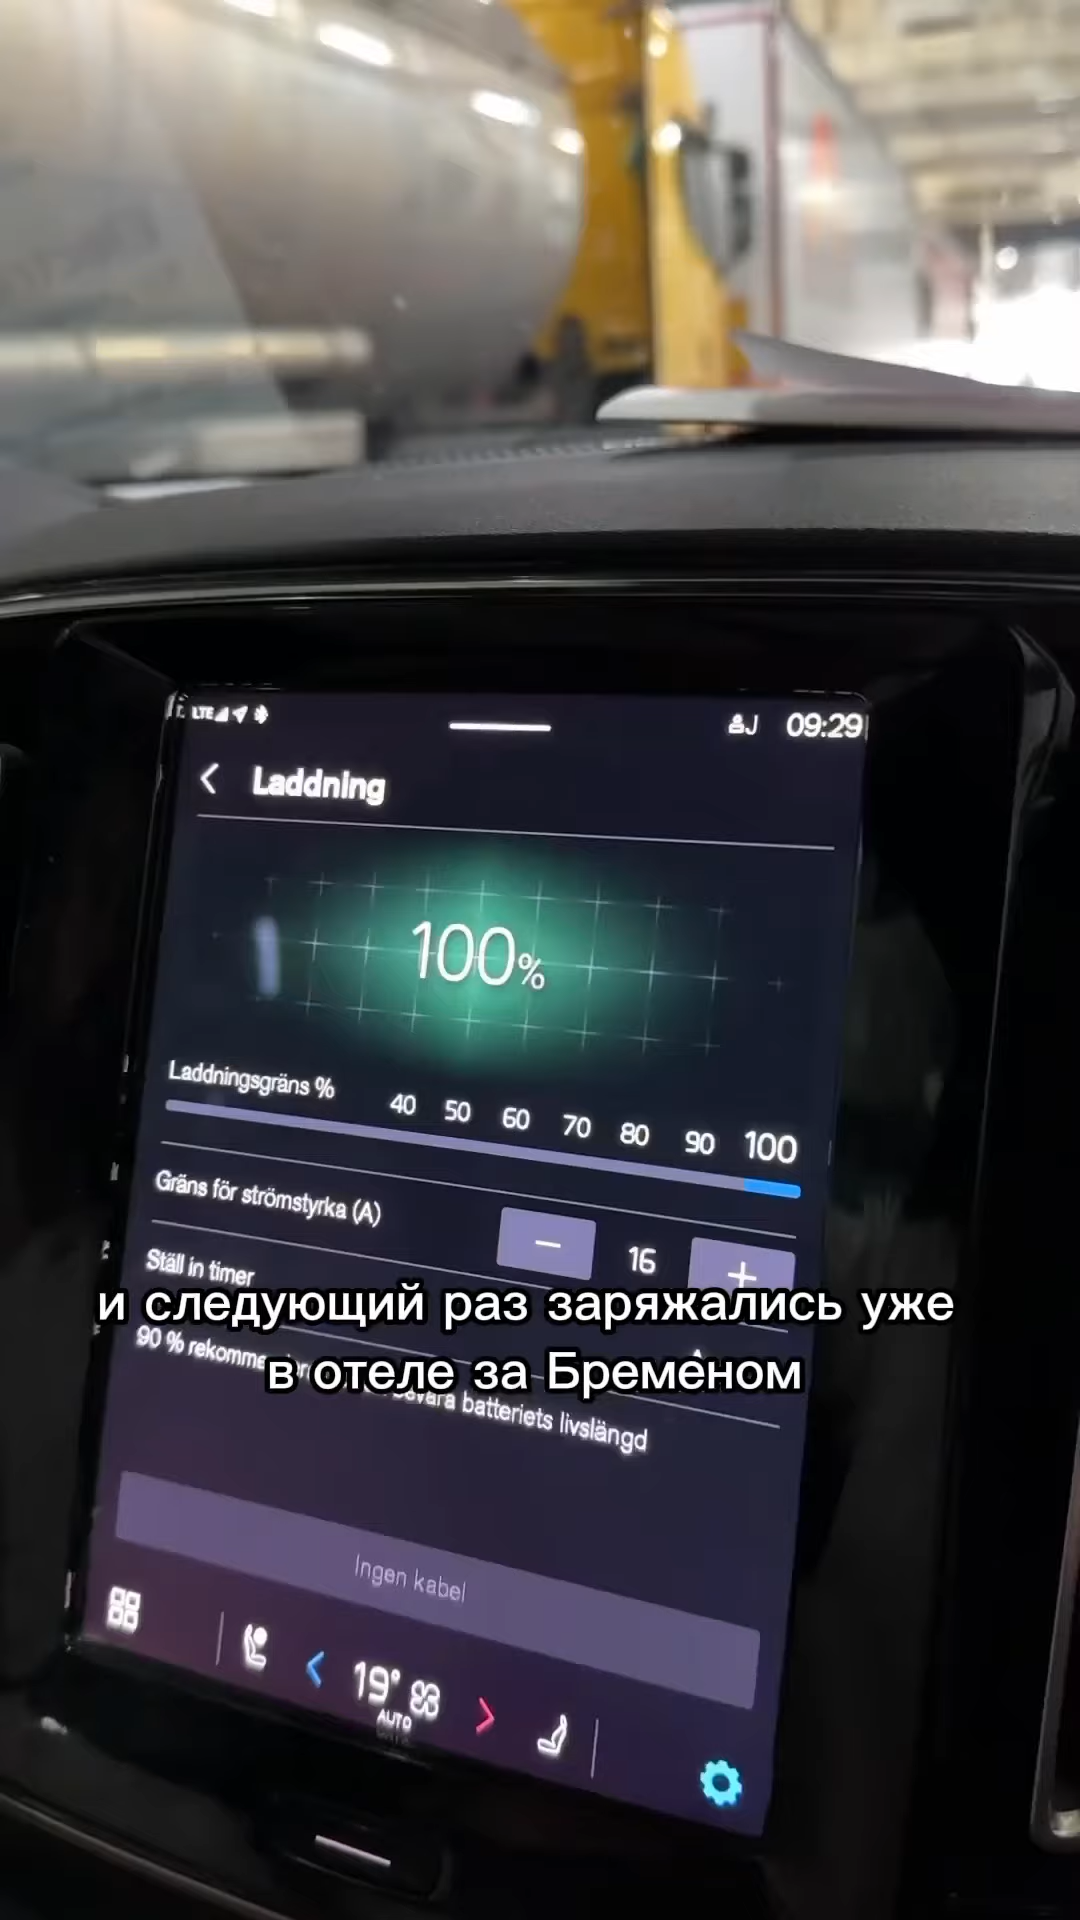 LTE
J 09:29
Laddning
100%
Laddningsgräns % 40 50 60 70 80 90 100
Gräns för strömstyrka (A) 16
Ställ in timer
и следующий раз заряжались уже
90 % rekomme
в отеле за Бременом
batteriets livslängd
Ingen kabel
19°
AUTO